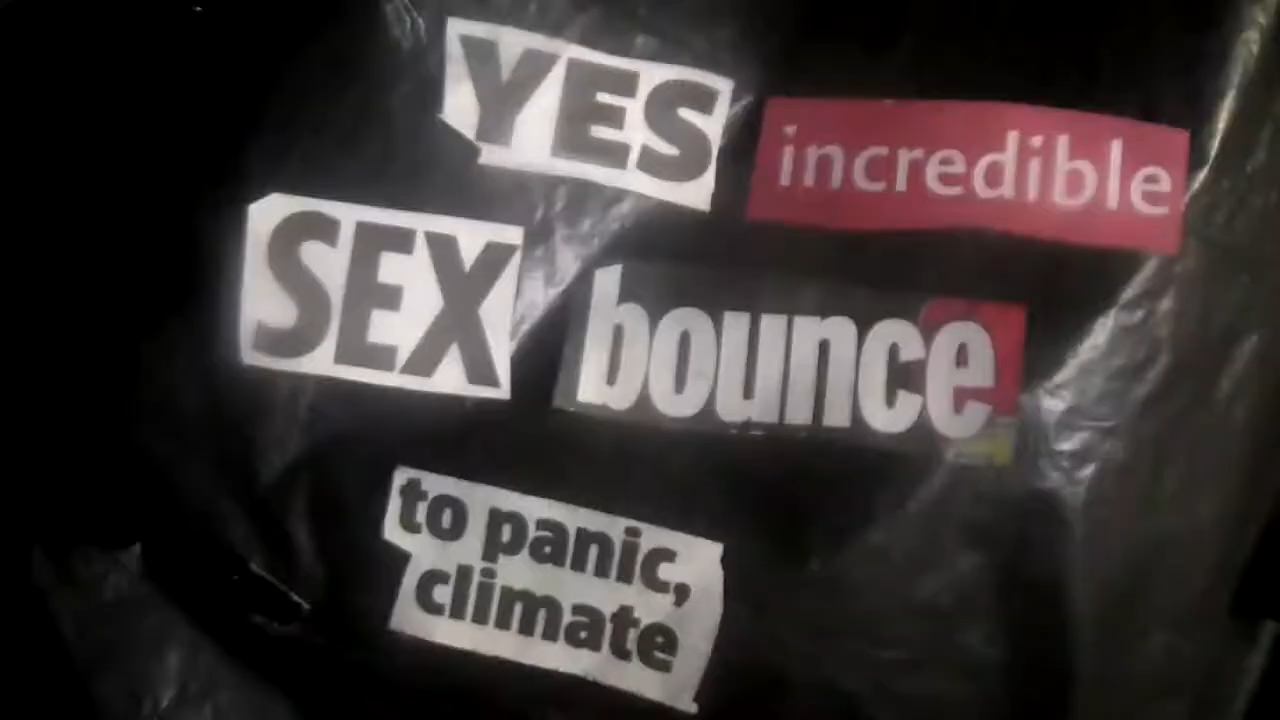 YES incredible
SEX bounce
to panic,
climate